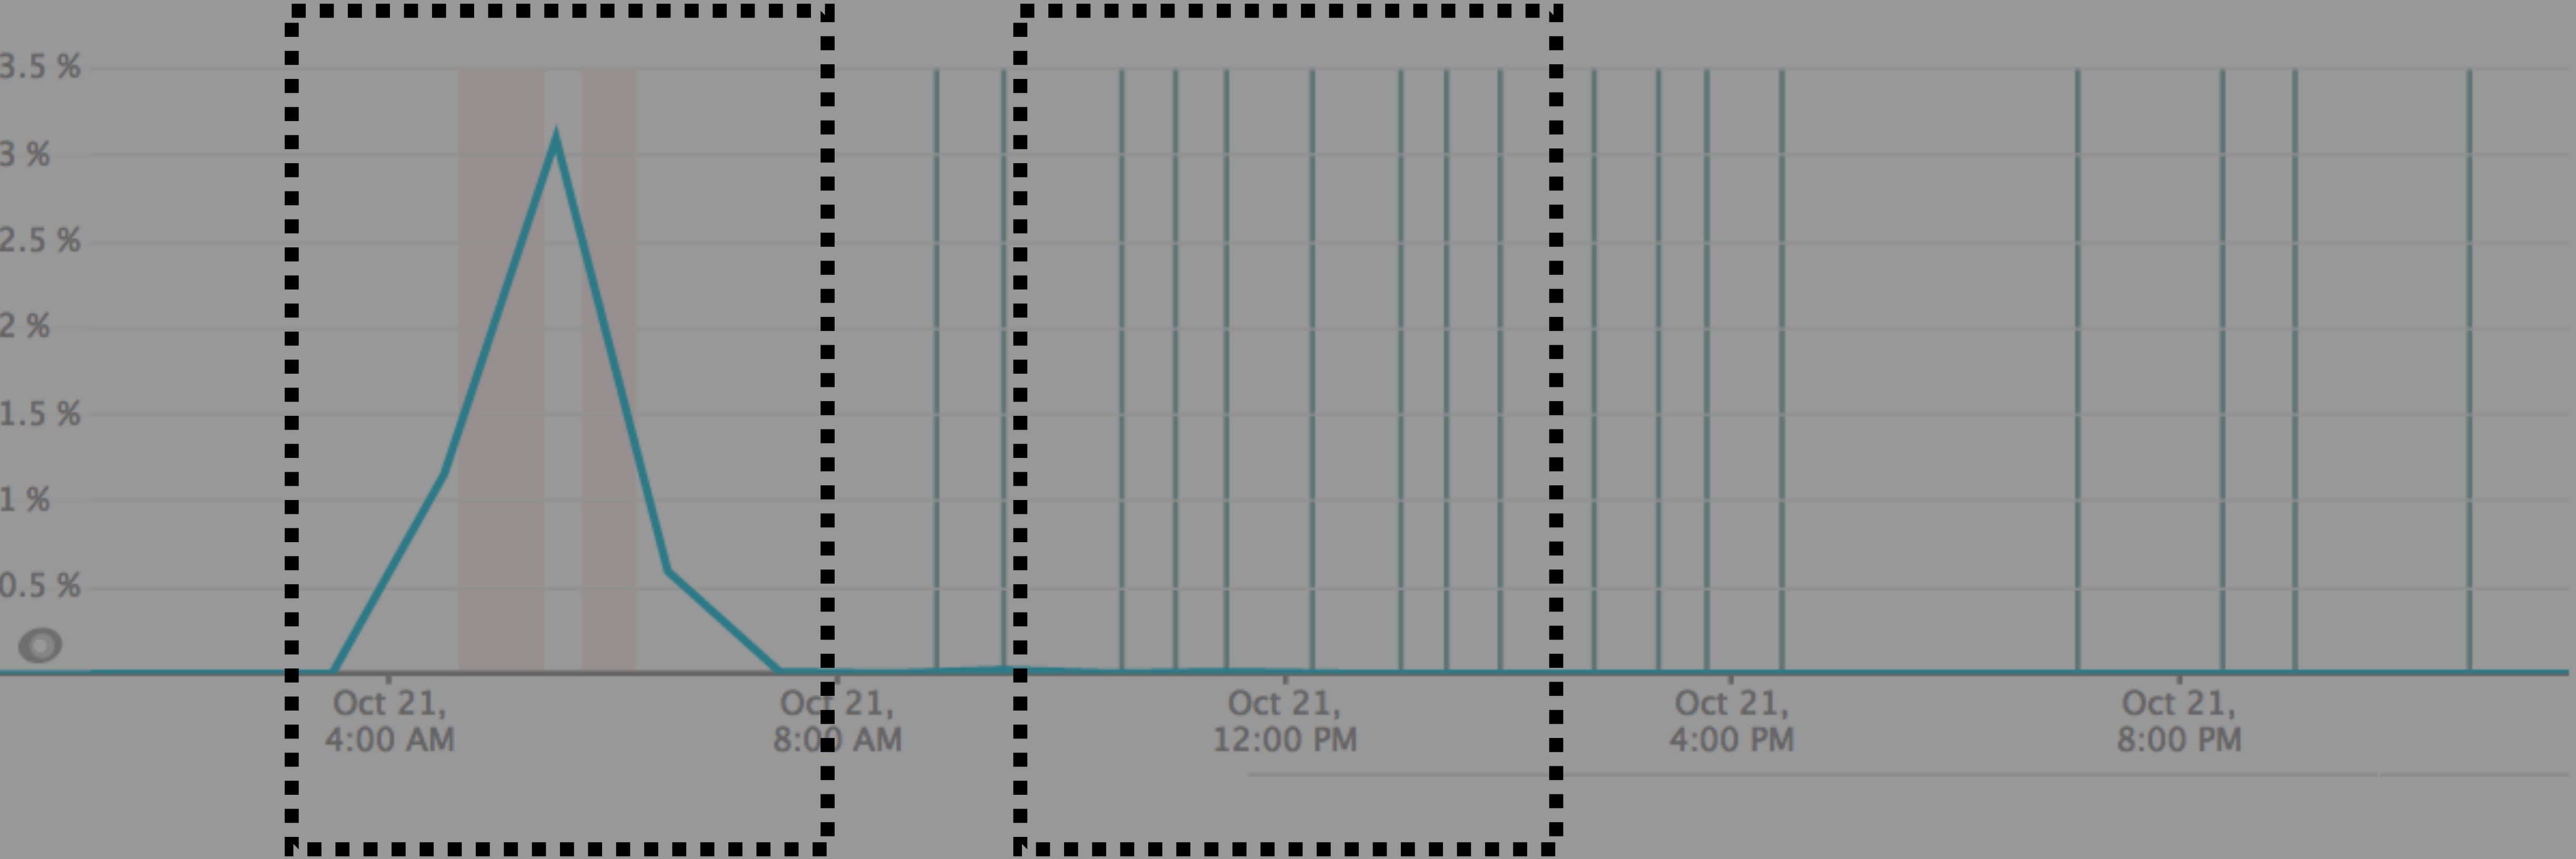 3.5 %
3 %
2.5 %
2 %
1.5 %
1 %
0.5 %
Oct 21,
4:00 AM
Oct 21,
8:00 AM
Oct 21,
12:00 PM
Oct 21,
4:00 PM
Oct 21,
8:00 PM